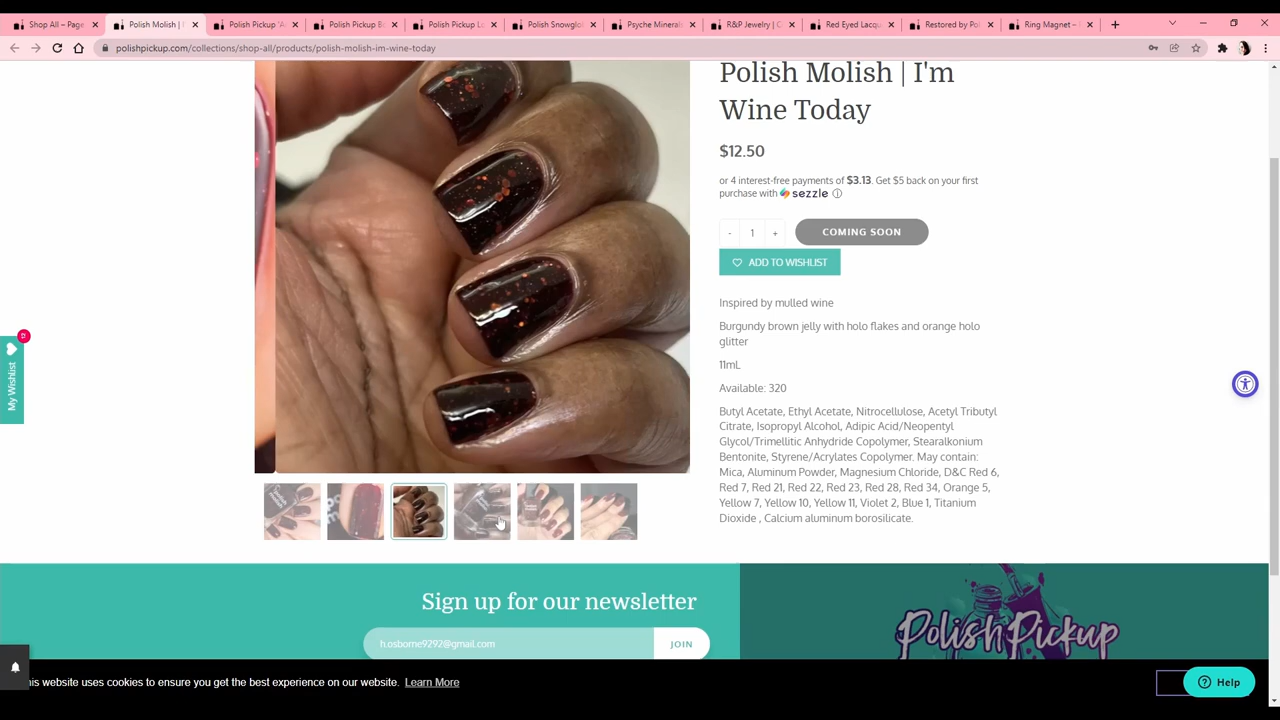 Shop All – Page
Polish Molish |
Polish Pickup "A
Polish Pickup B
Polish Pickup Lo
Polish Snowglo
Psyche Mineral
R&P Jewelry | C
Red Eyed Lacqu
Restored by Pol
Ring Magnet –
polishpickup.com/collections/shop-all/products/polish-molish-im-wine-today
Polish Molish | I'm
Wine Today
$12.50
or 4 interest-free payments of $3.13. Get $5 back on your first
purchase with sezzle
- 1 + COMING SOON
ADD TO WISHLIST
Inspired by mulled wine
Burgundy brown jelly with holo flakes and orange holo
glitter
11mL
Available: 320
Butyl Acetate, Ethyl Acetate, Nitrocellulose, Acetyl Tributyl
Citrate, Isopropyl Alcohol, Adipic Acid/Neopentyl
Glycol/Trimellitic Anhydride Copolymer, Stearalkonium
Bentonite, Styrene/Acrylates Copolymer. May contain:
Mica, Aluminum Powder, Magnesium Chloride, D&C Red 6,
Red 7, Red 21, Red 22, Red 23, Red 28, Red 34, Orange 5,
Yellow 7, Yellow 10, Yellow 11, Violet 2, Blue 1, Titanium
Dioxide , Calcium aluminum borosilicate.
My Wishlist
Sign up for our newsletter
h.osborne9292@gmail.com
JOIN
PolishPickup
his website uses cookies to ensure you get the best experience on our website. Learn More
Help